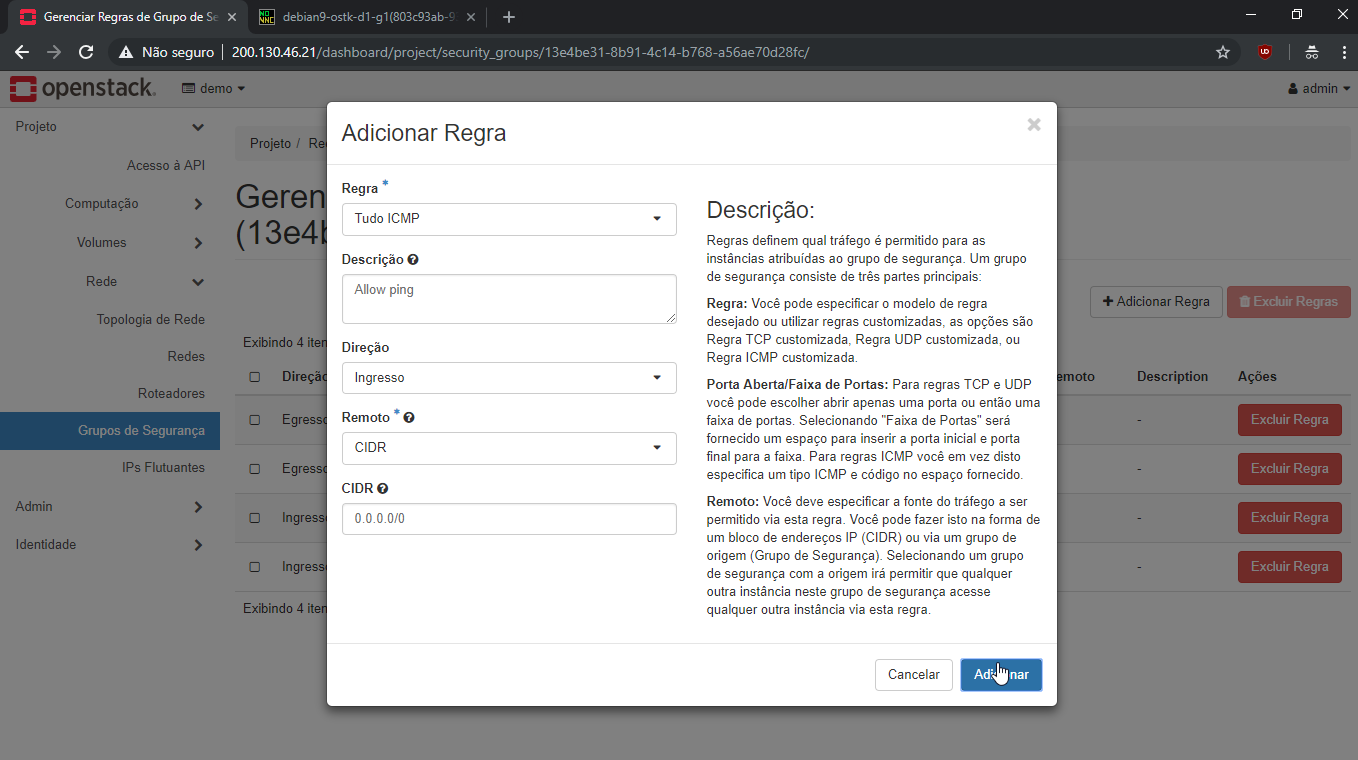 Gerenciar Regras de Grupo de Se
debian9-ostk-d1-g1(803c93ab-9
Não seguro
200.130.46.21/dashboard/project/security_groups/13e4be31-8b91-4c14-b768-a56ae70d28fc/
openstack.
demo
admin
Projeto
Acesso à API
Computação
Volumes
Rede
Topologia de Rede
Redes
Roteadores
Grupos de Segurança
IPs Flutuantes
Admin
Identidade
Projeto /
Geren
(13e4b
+ Adicionar Regra
Excluir Regras
Exibindo 4 iten
Direção
emoto
Description
Ações
Egresso
-
Excluir Regra
Egresso
-
Excluir Regra
Ingresso
-
Excluir Regra
Ingresso
-
Excluir Regra
Exibindo 4 iten
Adicionar Regra
Regra *
Tudo ICMP
Descrição
Allow ping
Direção
Ingresso
Remoto *
CIDR
CIDR
0.0.0.0/0
Descrição:
Regras definem qual tráfego é permitido para as
instâncias atribuídas ao grupo de segurança. Um grupo
de segurança consiste de três partes principais:
Regra: Você pode especificar o modelo de regra
desejado ou utilizar regras customizadas, as opções são
Regra TCP customizada, Regra UDP customizada, ou
Regra ICMP customizada.
Porta Aberta/Faixa de Portas: Para regras TCP e UDP
você pode escolher abrir apenas uma porta ou então uma
faixa de portas. Selecionando "Faixa de Portas" será
fornecido um espaço para inserir a porta inicial e porta
final para a faixa. Para regras ICMP você em vez disto
especifica um tipo ICMP e código no espaço fornecido.
Remoto: Você deve especificar a fonte do tráfego a ser
permitido via esta regra. Você pode fazer isto na forma de
um bloco de endereços IP (CIDR) ou via um grupo de
origem (Grupo de Segurança). Selecionando um grupo
de segurança com a origem irá permitir que qualquer
outra instância neste grupo de segurança acesse
qualquer outra instância via esta regra.
Cancelar
Adicionar